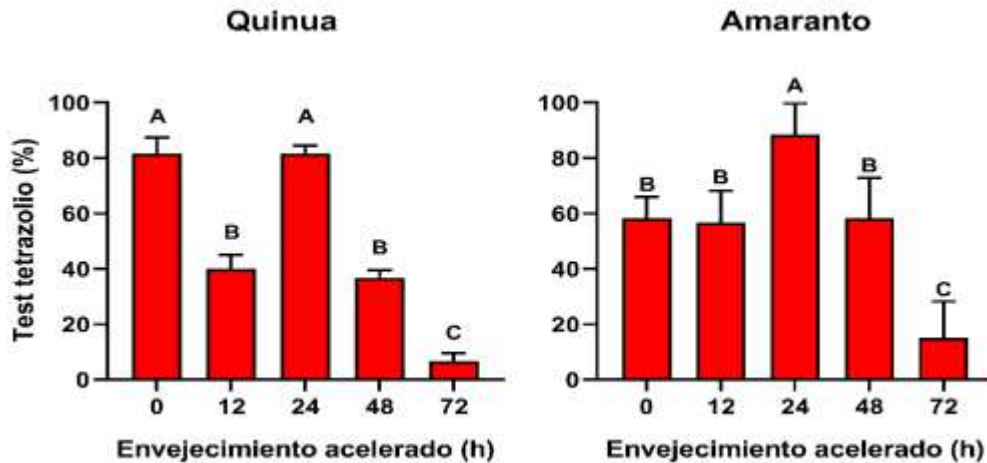 Quinua
Test tetrazolio (%)
100
80
60
40
20
0
A
B
A
B
C
0 12 24 48 72
Envejecimiento acelerado (h)
Amaranto
100
80
60
40
20
0
B
B
A
B
C
0 12 24 48 72
Envejecimiento acelerado (h)